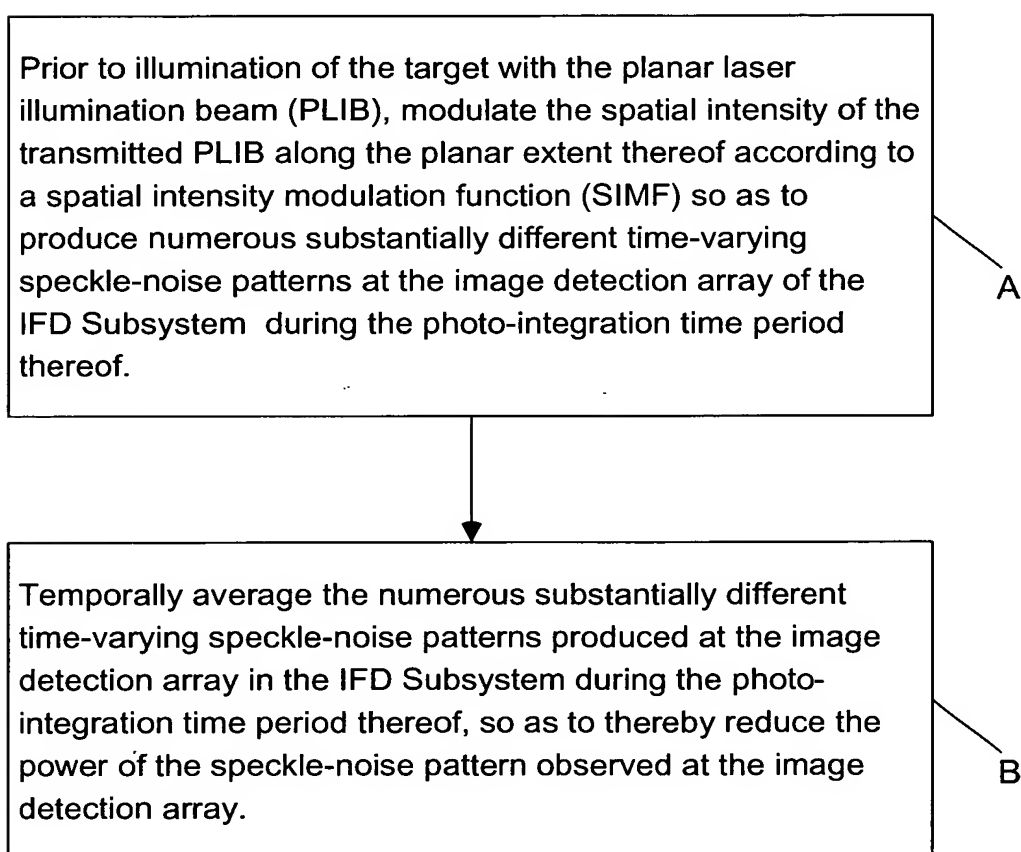 Prior to illumination of the target with the planar laser
illumination beam (PLIB), modulate the spatial intensity of the
transmitted PLIB along the planar extent thereof according to
a spatial intensity modulation function (SIMF) so as to
produce numerous substantially different time-varying
speckle-noise patterns at the image detection array of the
IFD Subsystem during the photo-integration time period
thereof.
A
Temporally average the numerous substantially different
time-varying speckle-noise patterns produced at the image
detection array in the IFD Subsystem during the photo-
integration time period thereof, so as to thereby reduce the
power of the speckle-noise pattern observed at the image
detection array.
B